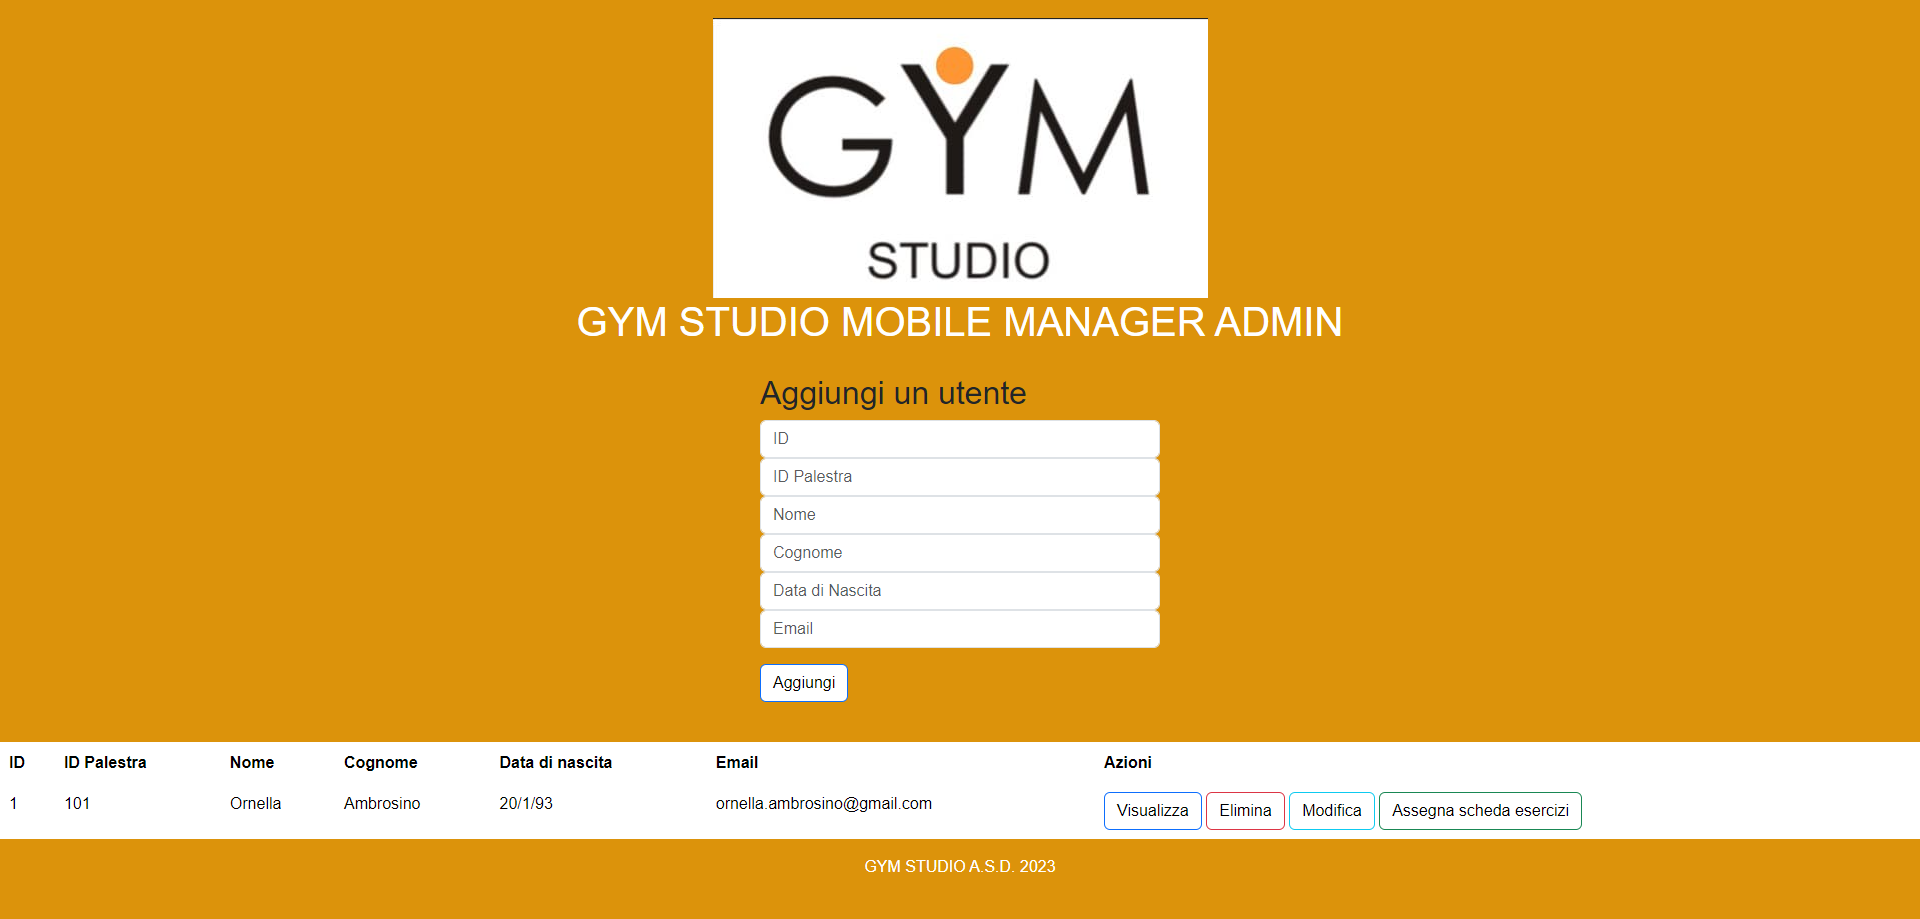 GYM
STUDIO
GYM STUDIO MOBILE MANAGER ADMIN
Aggiungi un utente
ID
ID Palestra
Nome
Cognome
Data di Nascita
Email
Aggiungi
ID ID Palestra Nome Cognome Data di nascita Email Azioni
1 101 Ornella Ambrosino 20/1/93 ornella.ambrosino@gmail.com Visualizza Elimina Modifica Assegna scheda esercizi
GYM STUDIO A.S.D. 2023